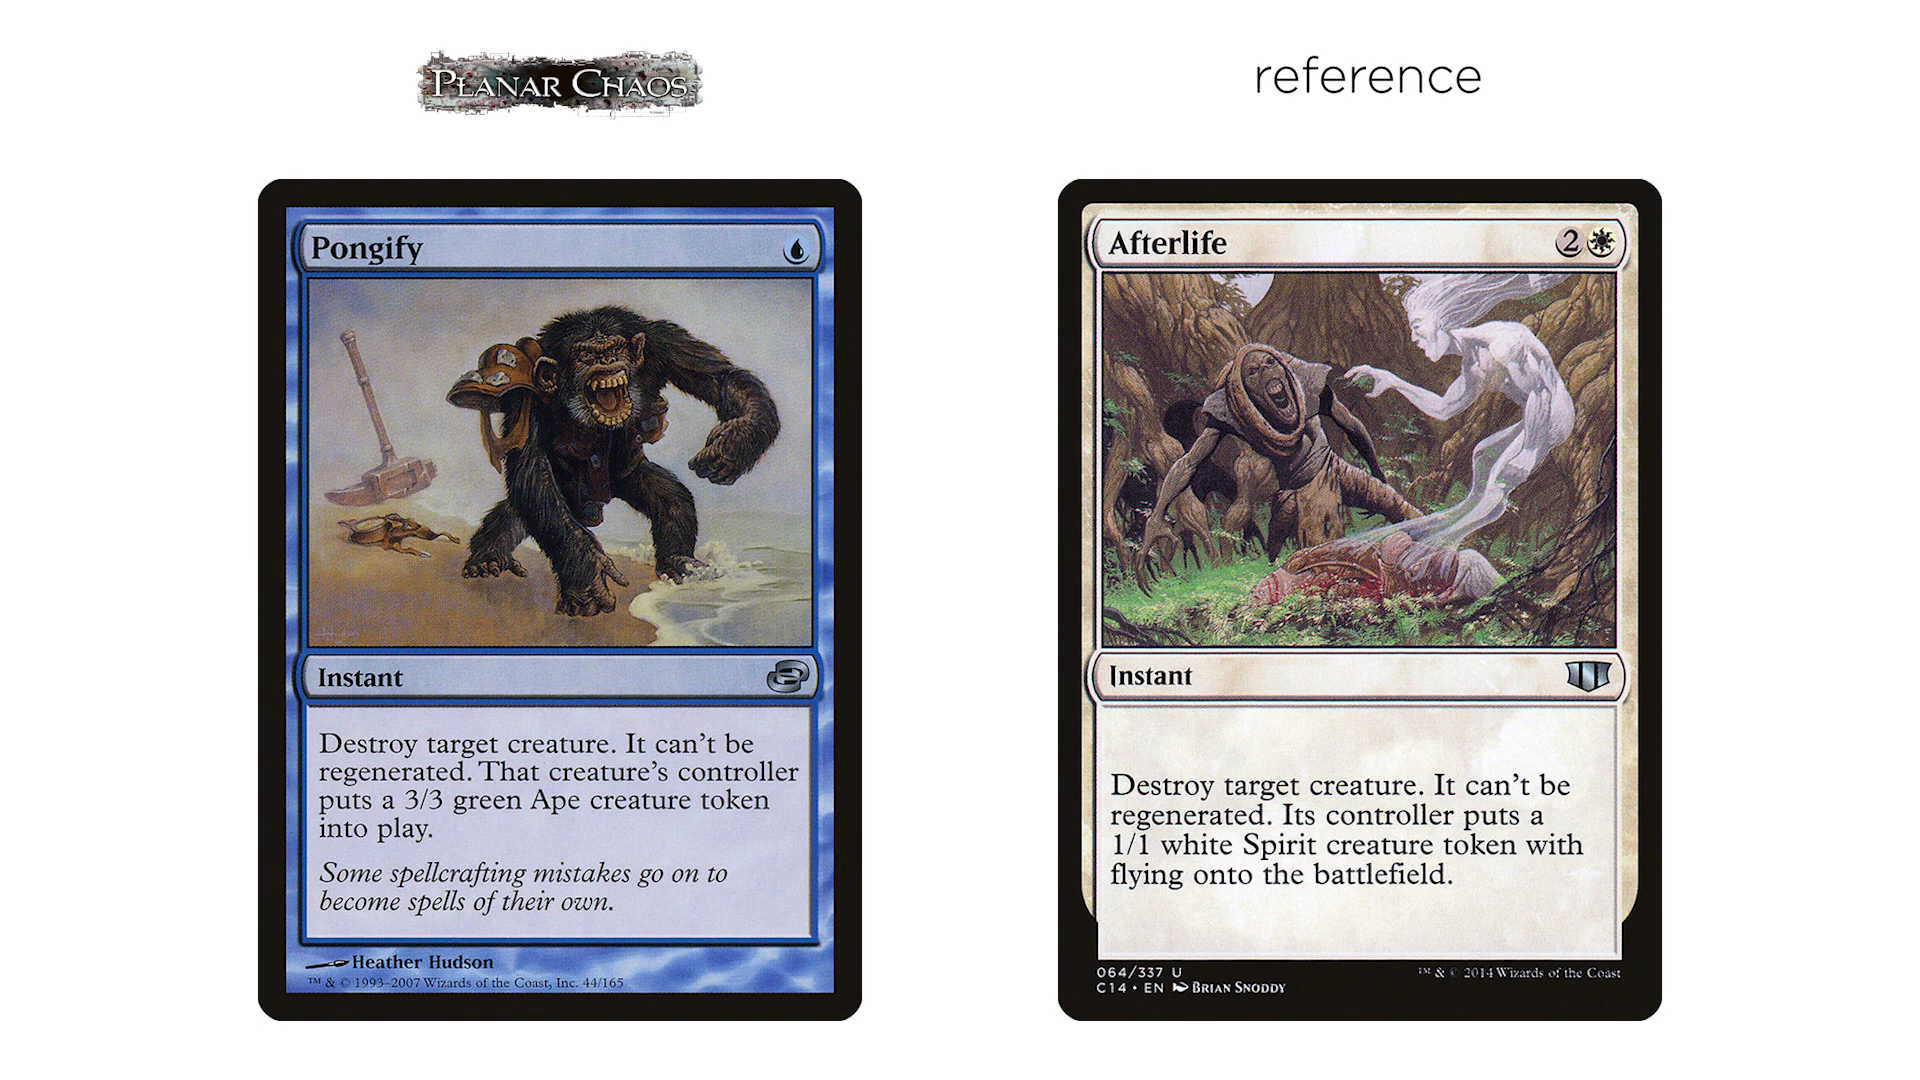 PLANAR CHAOS
reference
Pongify
Instant
Destroy target creature. It can't be
regenerated. That creature's controller
puts a 3/3 green Ape creature token
into play.
Some spellcrafting mistakes go on to
become spells of their own.
Heather Hudson
™ & © 1993–2007 Wizards of the Coast, Inc. 44/165
Afterlife 2
Instant
Destroy target creature. It can't be
regenerated. Its controller puts a
1/1 white Spirit creature token with
flying onto the battlefield.
064/337 U
™ & © 2014 Wizards of the Coast
C14 • EN BRIAN SNODDY